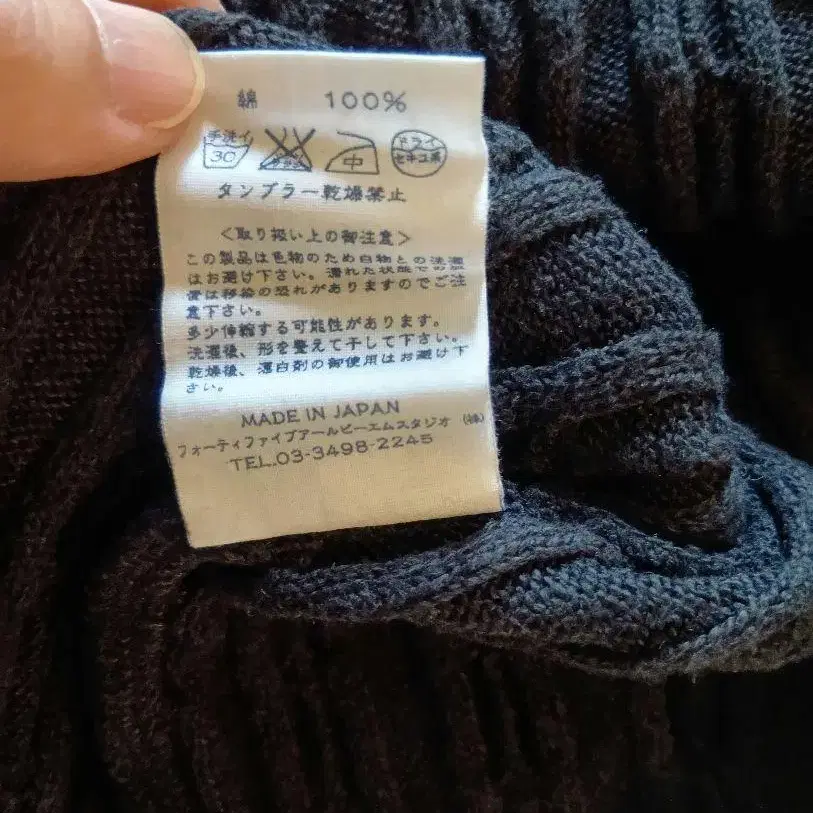 綿 100%
手洗イ 30 中 ドライ セキユ系
タンブラー乾燥禁止
〈取り扱い上の御注意〉
この製品は色物のため白物との洗濯
はお避け下さい。濡れた状態での放
置は移染の恐れがありますのでご注
意下さい。
多少伸縮する可能性があります。
洗濯後、形を整えて干して下さい。
乾燥後、漂白剤の御使用はお避け下
さい。
MADE IN JAPAN
フォーティファイブアールピーエムスタジオ (株)
TEL.03-3498-2245